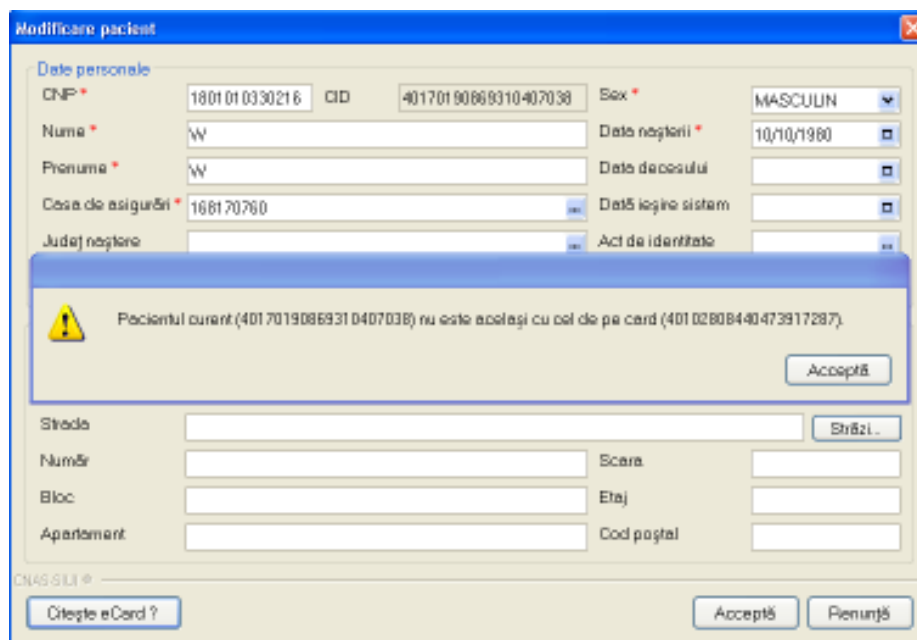 Modificare pacient
Date personale
CNP * 1801010330216 CID 40170190869310407038 Sex * MASCULIN
Nume * W Data nașterii * 10/10/1980
Prenume * W Data decesului
Casa de asigurări * 168170760 ... Dată ieșire sistem
Județ naștere ... Act de identitate ...
Pacientul curent (40170190869310407038) nu este același cu cel de pe card (40102808440473917287).
Acceptă
Strada Străzi...
Număr Scara
Bloc Etaj
Apartament Cod poștal
CNAS-SIUI ©
Citește eCard ? Acceptă Renunță